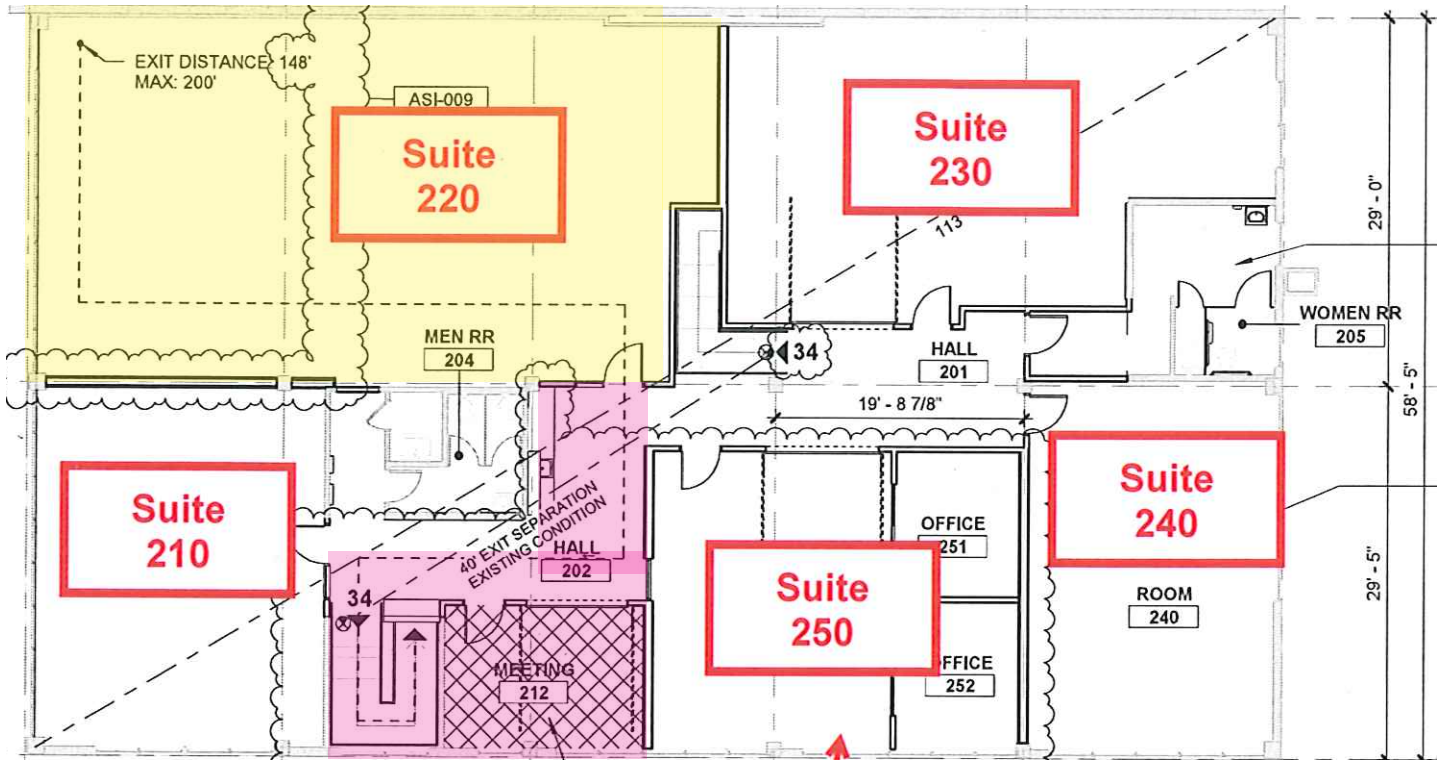 EXIT DISTANCE: 148'
MAX: 200'
ASI-009
Suite
220
Suite
230
113
29' - 0"
58' - 5"
MEN RR
204
34
HALL
201
WOMEN RR
205
19' - 8 7/8"
Suite
210
40' EXIT SEPARATION
EXISTING CONDITION
HALL
202
OFFICE
251
Suite
240
Suite
250
ROOM
240
29' - 5"
34
MEETING
212
OFFICE
252